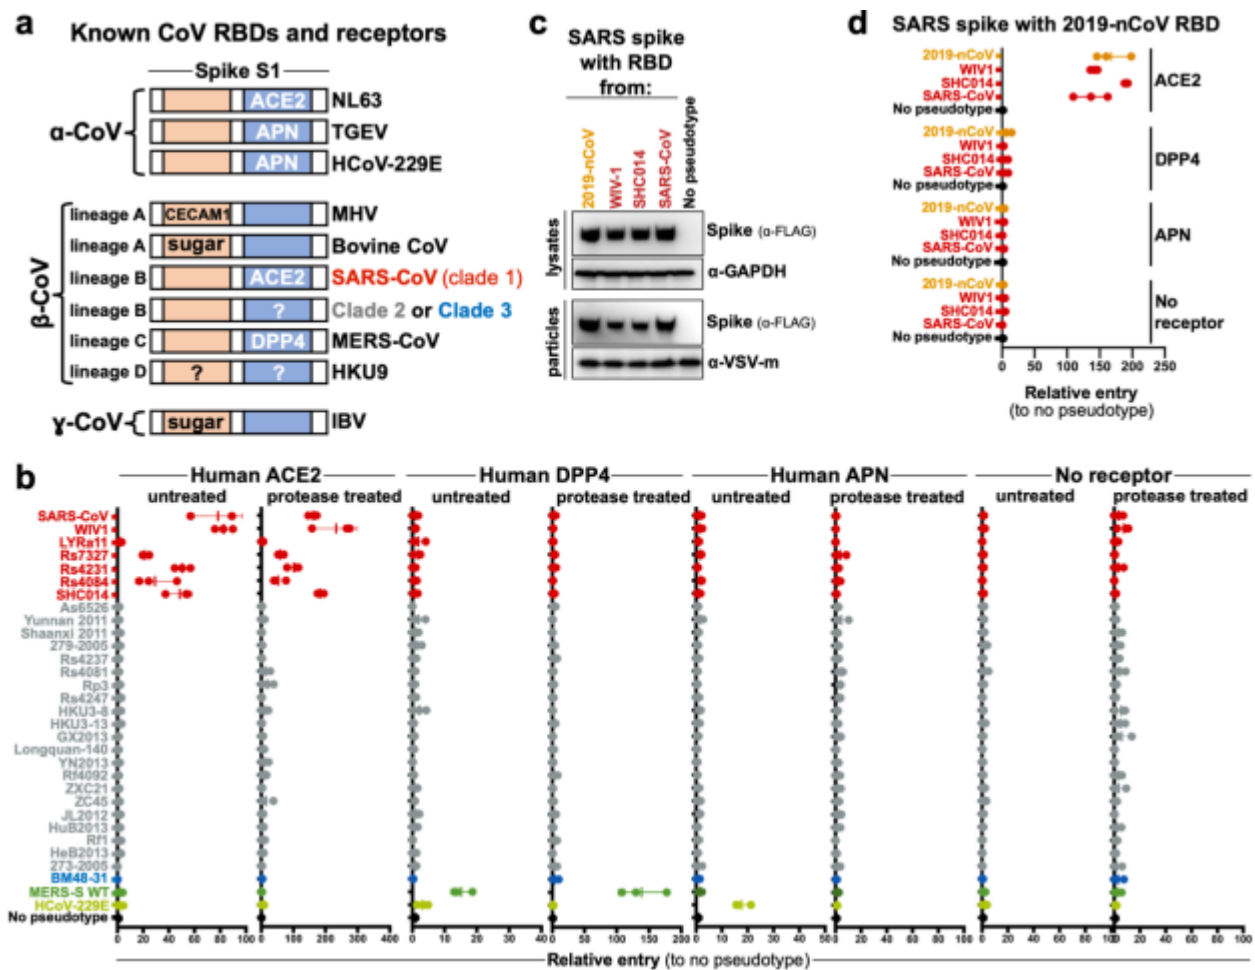 a Known CoV RBDs and receptors
Spike S1
α-CoV
ACE2 NL63
APN TGEV
APN HCoV-229E
β-CoV
lineage A CECAM1 MHV
lineage A sugar Bovine CoV
lineage B ACE2 SARS-CoV (clade 1)
lineage B ? Clade 2 or Clade 3
lineage C DPP4 MERS-CoV
lineage D ? ? HKU9
ɣ-CoV sugar IBV
c SARS spike
with RBD
from:
2019-nCoV
WIV-1
SHC014
SARS-CoV
No pseudotype
lysates
Spike (α-FLAG)
α-GAPDH
particles
Spike (α-FLAG)
α-VSV-m
d
SARS spike with 2019-nCoV RBD
2019-nCoV
WIV1
SHC014
SARS-CoV
No pseudotype
ACE2
2019-nCoV
WIV1
SHC014
SARS-CoV
No pseudotype
DPP4
2019-nCoV
WIV1
SHC014
SARS-CoV
No pseudotype
APN
2019-nCoV
WIV1
SHC014
SARS-CoV
No pseudotype
No
receptor
0 50 100 150 200 250
Relative entry
(to no pseudotype)
b Human ACE2 Human DPP4 Human APN No receptor
untreated protease treated untreated protease treated untreated protease treated untreated protease treated
SARS-CoV
WIV1
LYRa11
Rs7327
Rs4231
Rs4084
SHC014
As6526
Yunnan 2011
Shaanxi 2011
279-2005
Rs4237
Rs4081
Rp3
Rs4247
HKU3-8
HKU3-13
GX2013
Longquan-140
YN2013
Rf4092
ZXC21
ZC45
JL2012
HuB2013
Rf1
HeB2013
273-2005
BM48-31
MERS-S WT
HCoV-229E
No pseudotype
0 20 40 60 80 100 0 100 200 300 400 0 10 20 30 40 0 50 100 150 200 0 10 20 30 40 50 0 20 40 60 80 100 0 20 40 60 80 100 0 20 40 60 80 100
Relative entry (to no pseudotype)